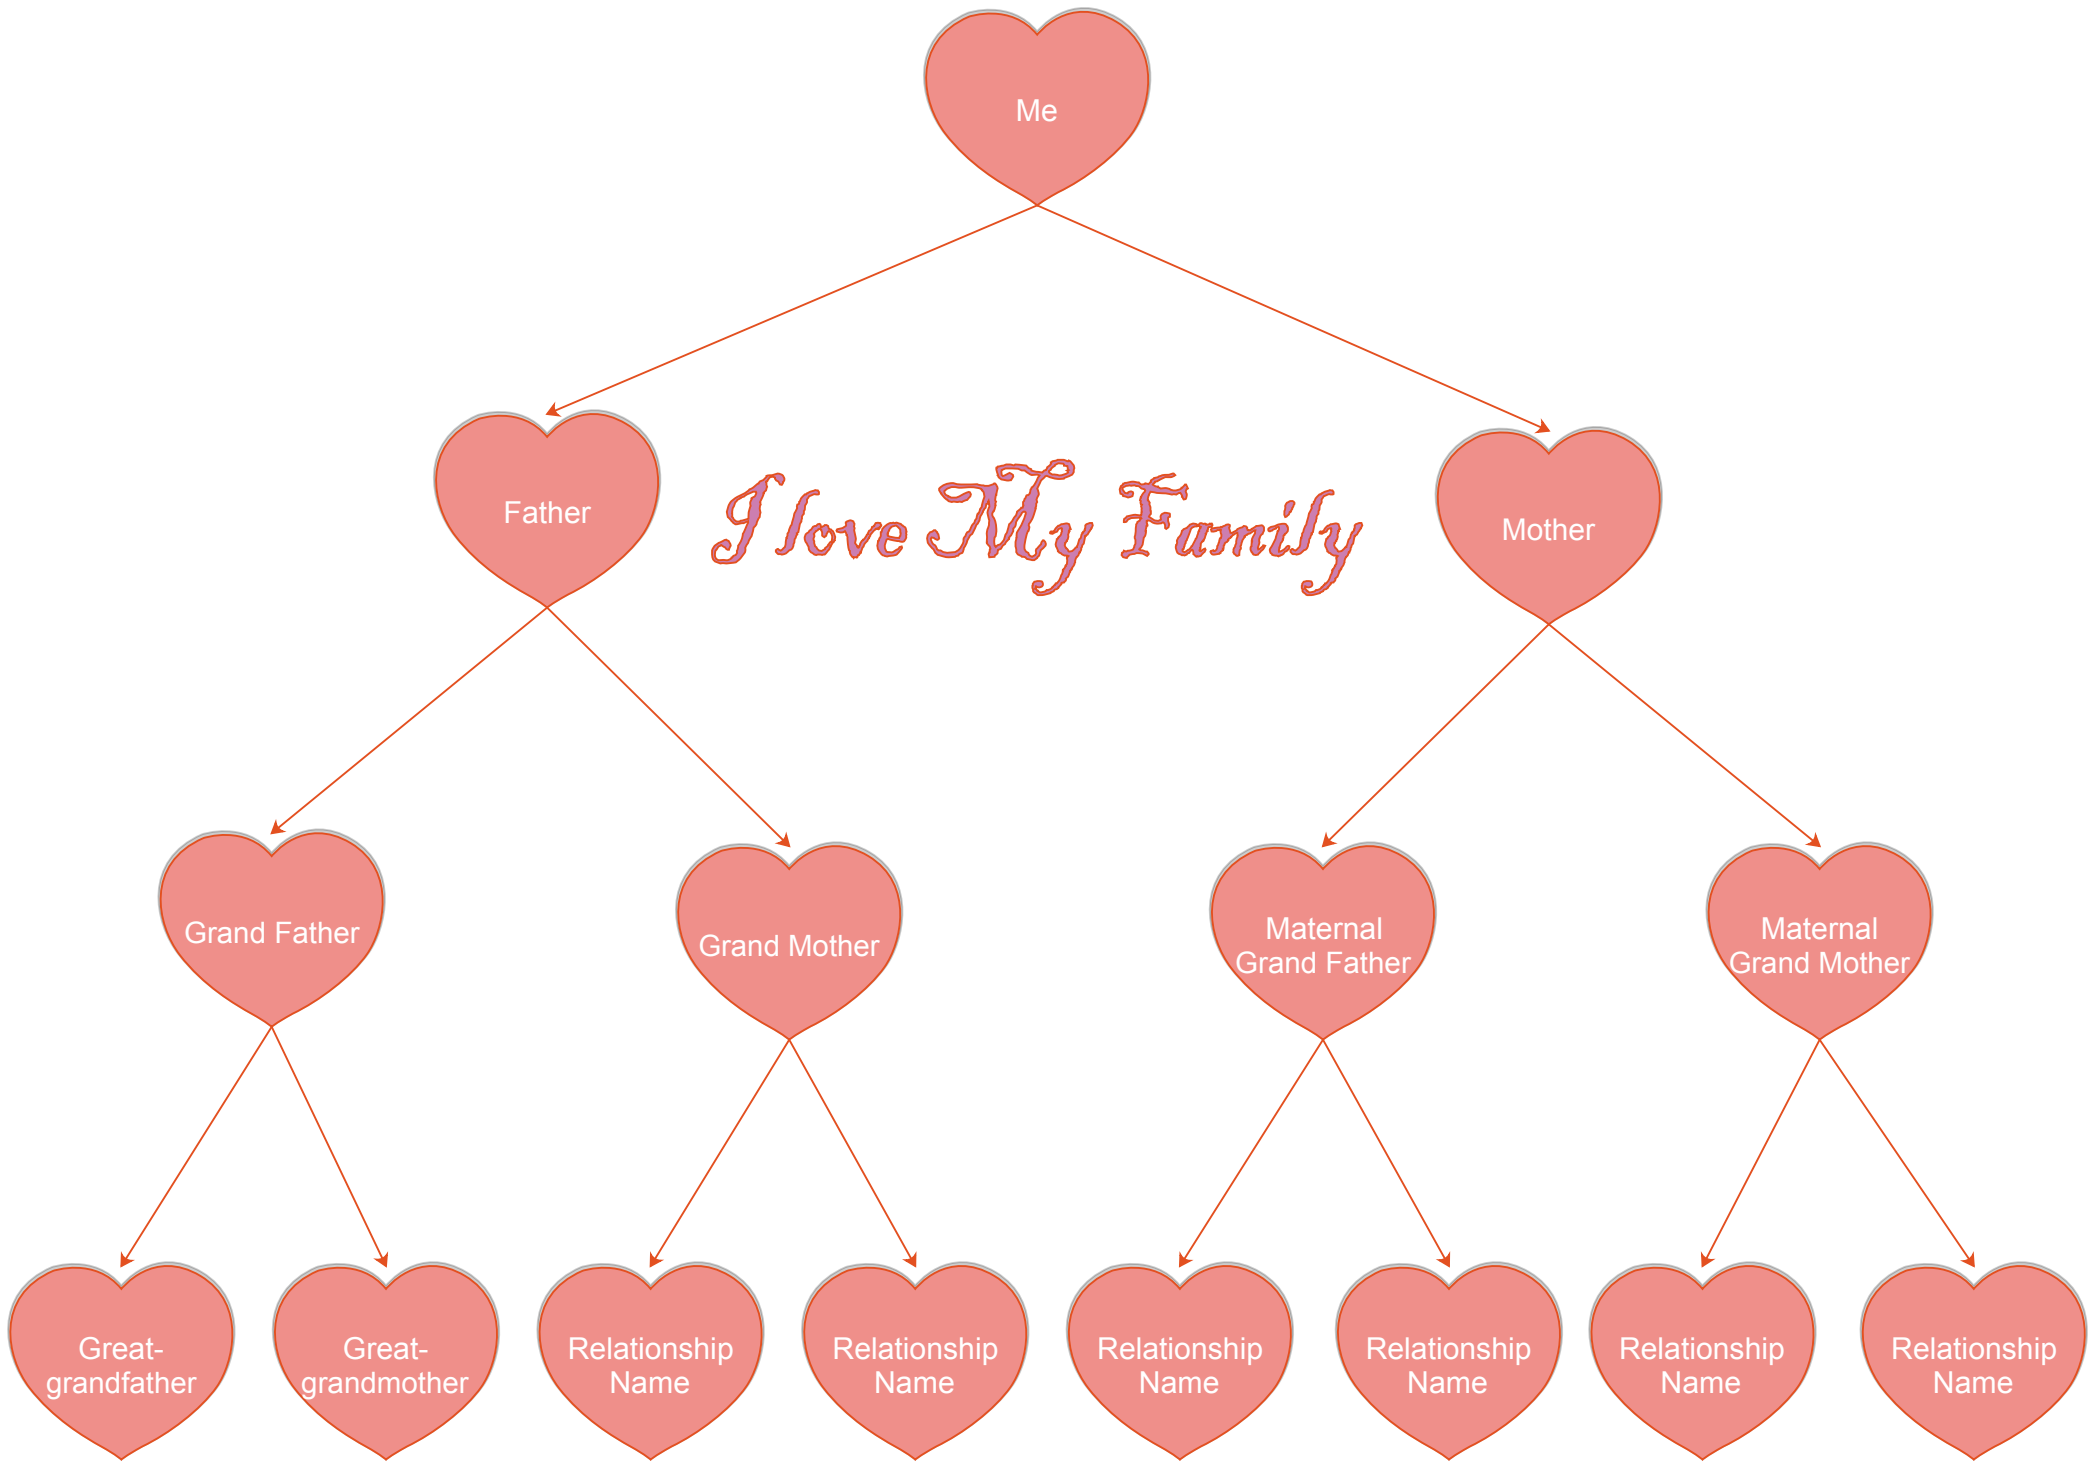 Me
Father
I love My Family
Mother
Grand Father
Grand Mother
Maternal
Grand Father
Maternal
Grand Mother
Great-
grandfather
Great-
grandmother
Relationship
Name
Relationship
Name
Relationship
Name
Relationship
Name
Relationship
Name
Relationship
Name